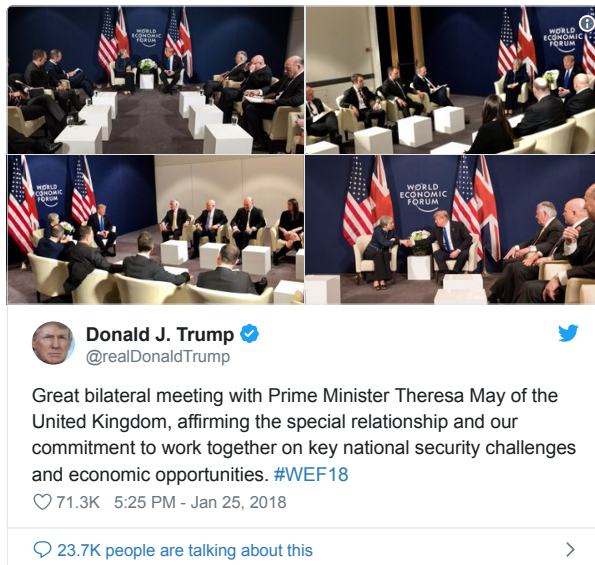 WORLD
ECONOMIC
FORUM
WORLD
ECONOMIC
FORUM
WORLD
ECONOMIC
FORUM
WORLD
ECONOMIC
FORUM
Donald J. Trump
@realDonaldTrump
Great bilateral meeting with Prime Minister Theresa May of the
United Kingdom, affirming the special relationship and our
commitment to work together on key national security challenges
and economic opportunities. #WEF18
71.3K 5:25 PM - Jan 25, 2018
23.7K people are talking about this